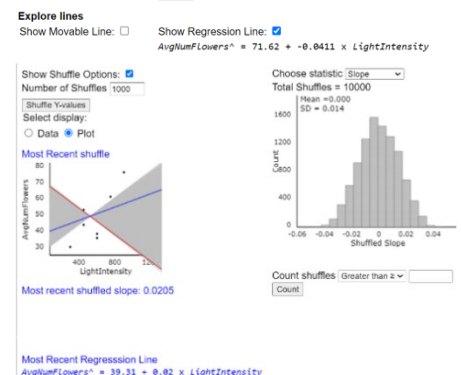 Explore lines
Show Movable Line:
Show Regression Line:
AvgNumFlowers^ = 71.62 + -0.0411 x LightIntensity
Show Shuffle Options:
Number of Shuffles 1000
Shuffle Y-values
Select display:
Data Plot
Most Recent shuffle
80
70
60
50
40
30
AvgNumFlowers
400 800 12
LightIntensity
Most recent shuffled slope: 0.0205
Most Recent Regresssion Line
AvgNumFlowers^ = 39.31 + 0.02 x LightIntensity
Choose statistic Slope
Total Shuffles = 10000
Mean =0.000
SD = 0.014
1600
1200
800
400
0
Count
-0.06 -0.04 -0.02 0 0.02 0.04
Shuffled Slope
Count shuffles Greater than ≥
Count